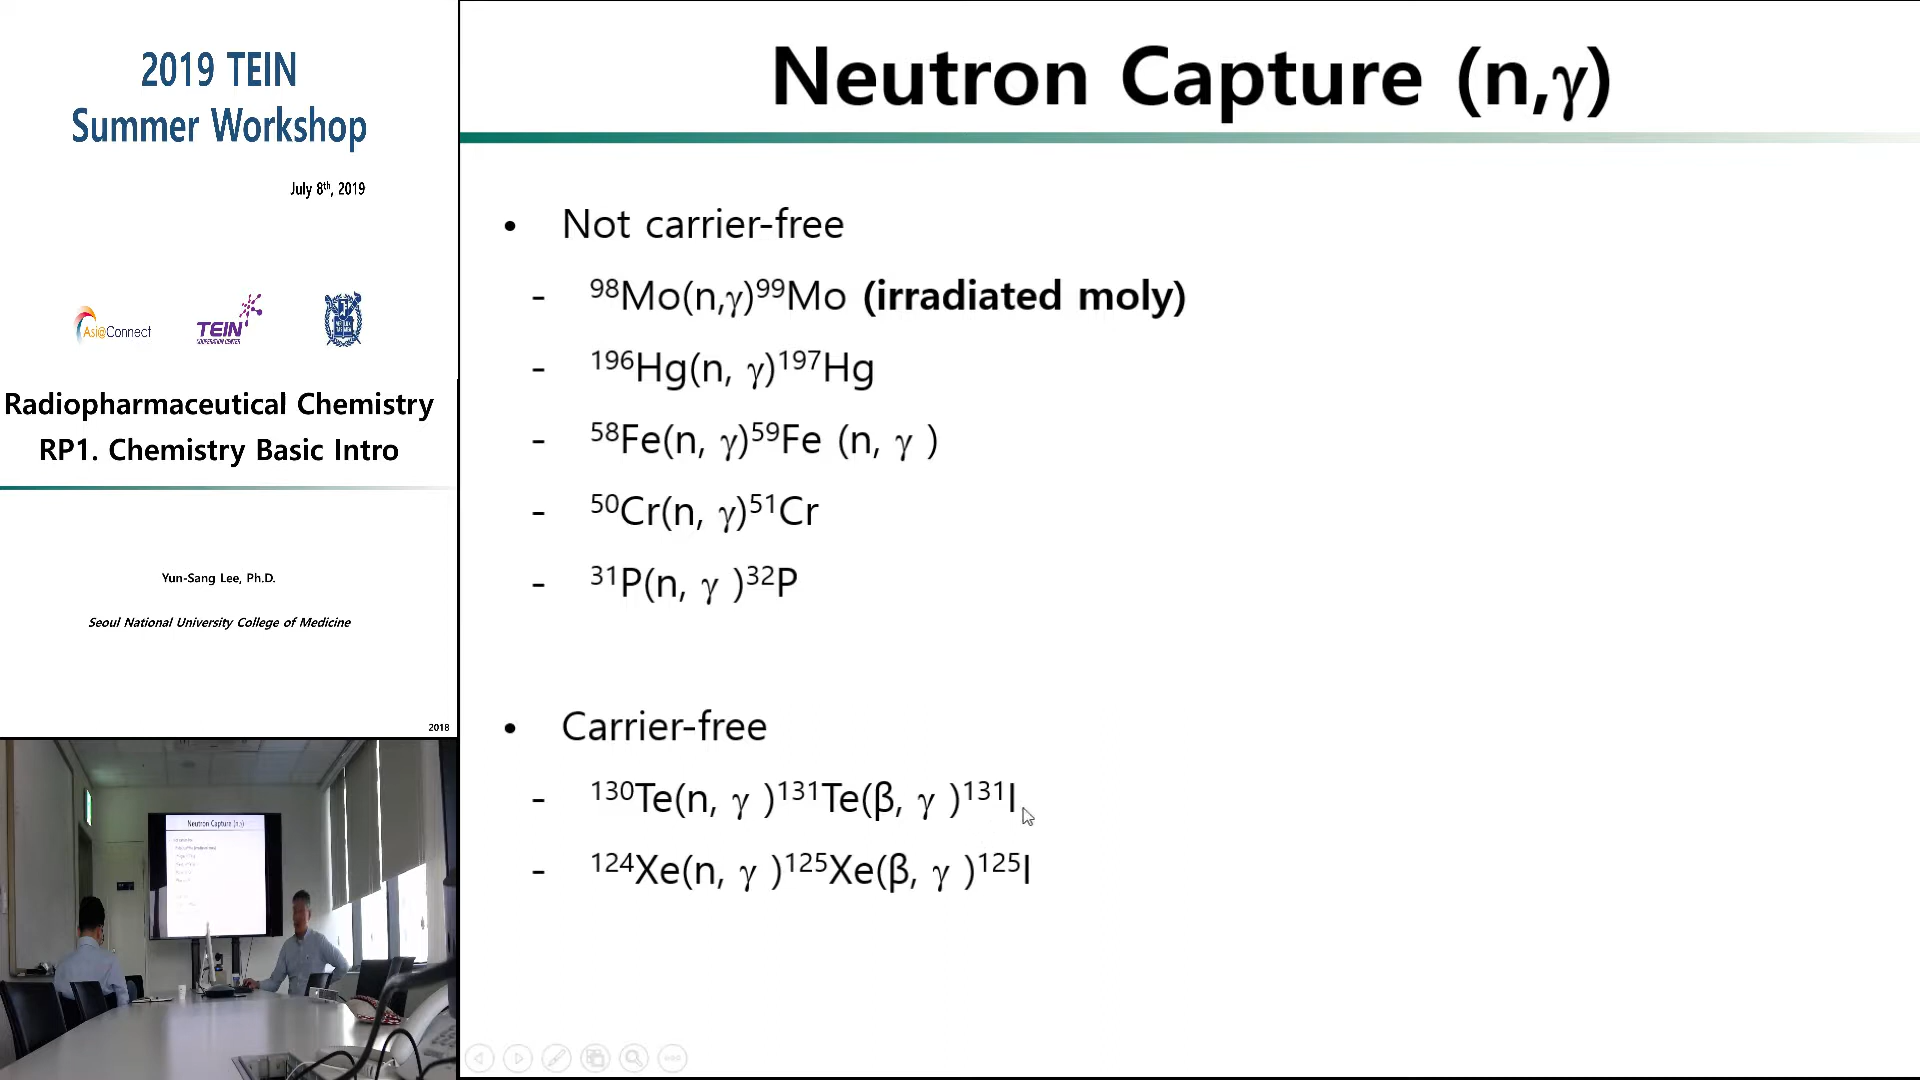 2019 TEIN
Summer Workshop
July 8th, 2019
Asi@Connect
TEIN
COOPERATION CENTER
Radiopharmaceutical Chemistry
RP1. Chemistry Basic Intro
Yun-Sang Lee, Ph.D.
Seoul National University College of Medicine
2018
Neutron Capture (n,γ)
• Not carrier-free
- ⁹⁸Mo(n,γ)⁹⁹Mo (irradiated moly)
- ¹⁹⁶Hg(n, γ)¹⁹⁷Hg
- ⁵⁸Fe(n, γ)⁵⁹Fe (n, γ )
- ⁵⁰Cr(n, γ)⁵¹Cr
- ³¹P(n, γ )³²P
• Carrier-free
- ¹³⁰Te(n, γ )¹³¹Te(β, γ )¹³¹I
- ¹²⁴Xe(n, γ )¹²⁵Xe(β, γ )¹²⁵I
Neutron Capture (n,γ)